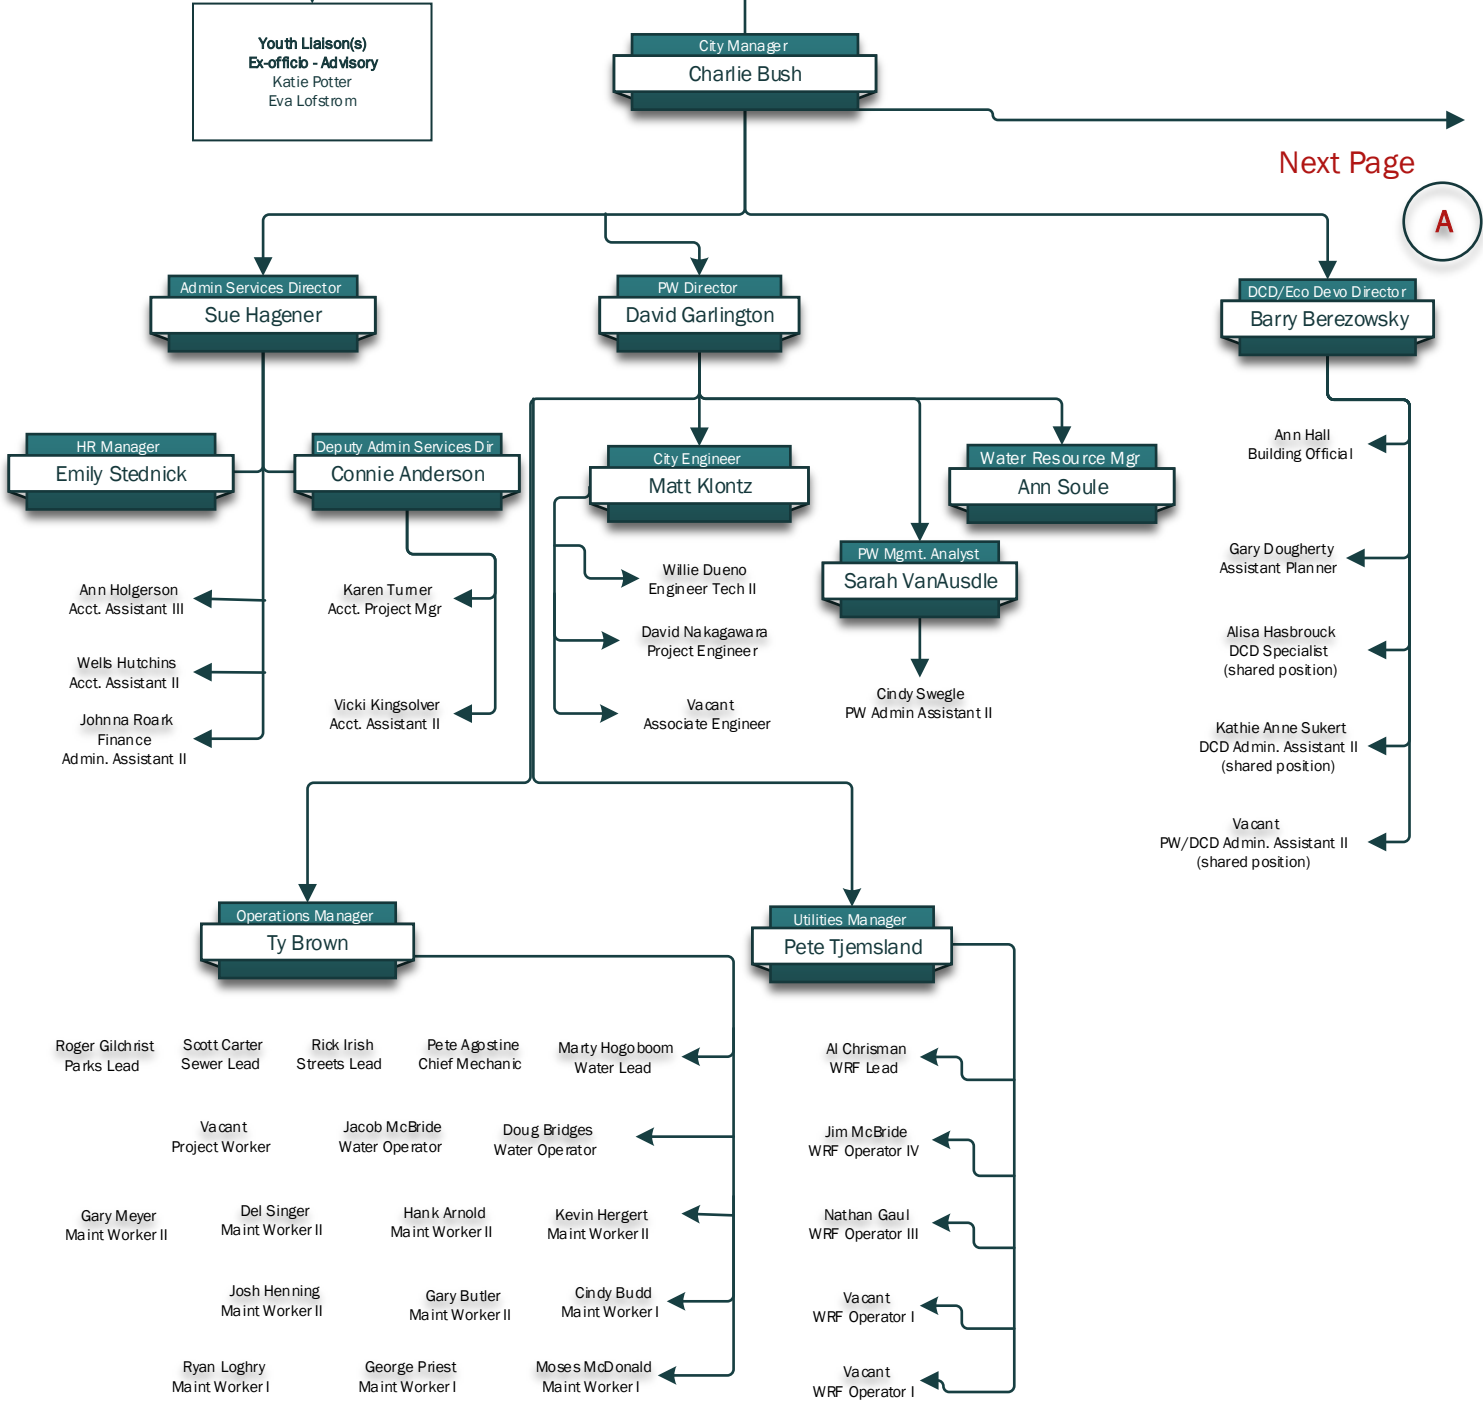 Youth Liaison(s)
Ex-officio - Advisory
Katie Potter
Eva Lofstrom
City Manager
Charlie Bush
Next Page
A
Admin Services Director
Sue Hagener
PW Director
David Garlington
DCD/Eco Devo Director
Barry Berezowsky
HR Manager
Emily Stednick
Deputy Admin Services Dir
Connie Anderson
City Engineer
Matt Klontz
Water Resource Mgr
Ann Soule
Ann Hall
Building Official
PW Mgmt. Analyst
Sarah VanAusdle
Gary Dougherty
Assistant Planner
Ann Holgerson
Acct. Assistant III
Karen Turner
Acct. Project Mgr
Willie Dueno
Engineer Tech II
David Nakagawara
Project Engineer
Alisa Hasbrouck
DCD Specialist
(shared position)
Wells Hutchins
Acct. Assistant II
Johnna Roark
Finance
Admin. Assistant II
Vicki Kingsolver
Acct. Assistant II
Vacant
Associate Engineer
Cindy Swegle
PW Admin Assistant II
Kathie Anne Sukert
DCD Admin. Assistant II
(shared position)
Vacant
PW/DCD Admin. Assistant II
(shared position)
Operations Manager
Ty Brown
Utilities Manager
Pete Tjemsland
Roger Gilchrist
Parks Lead
Scott Carter
Sewer Lead
Rick Irish
Streets Lead
Pete Agostine
Chief Mechanic
Marty Hogoboom
Water Lead
Al Chrisman
WRF Lead
Vacant
Project Worker
Jacob McBride
Water Operator
Doug Bridges
Water Operator
Jim McBride
WRF Operator IV
Gary Meyer
Maint Worker II
Del Singer
Maint Worker II
Hank Arnold
Maint Worker II
Kevin Hergert
Maint Worker II
Nathan Gaul
WRF Operator III
Josh Henning
Maint Worker II
Gary Butler
Maint Worker II
Cindy Budd
Maint Worker I
Vacant
WRF Operator I
Ryan Loghry
Maint Worker I
George Priest
Maint Worker I
Moses McDonald
Maint Worker I
Vacant
WRF Operator I